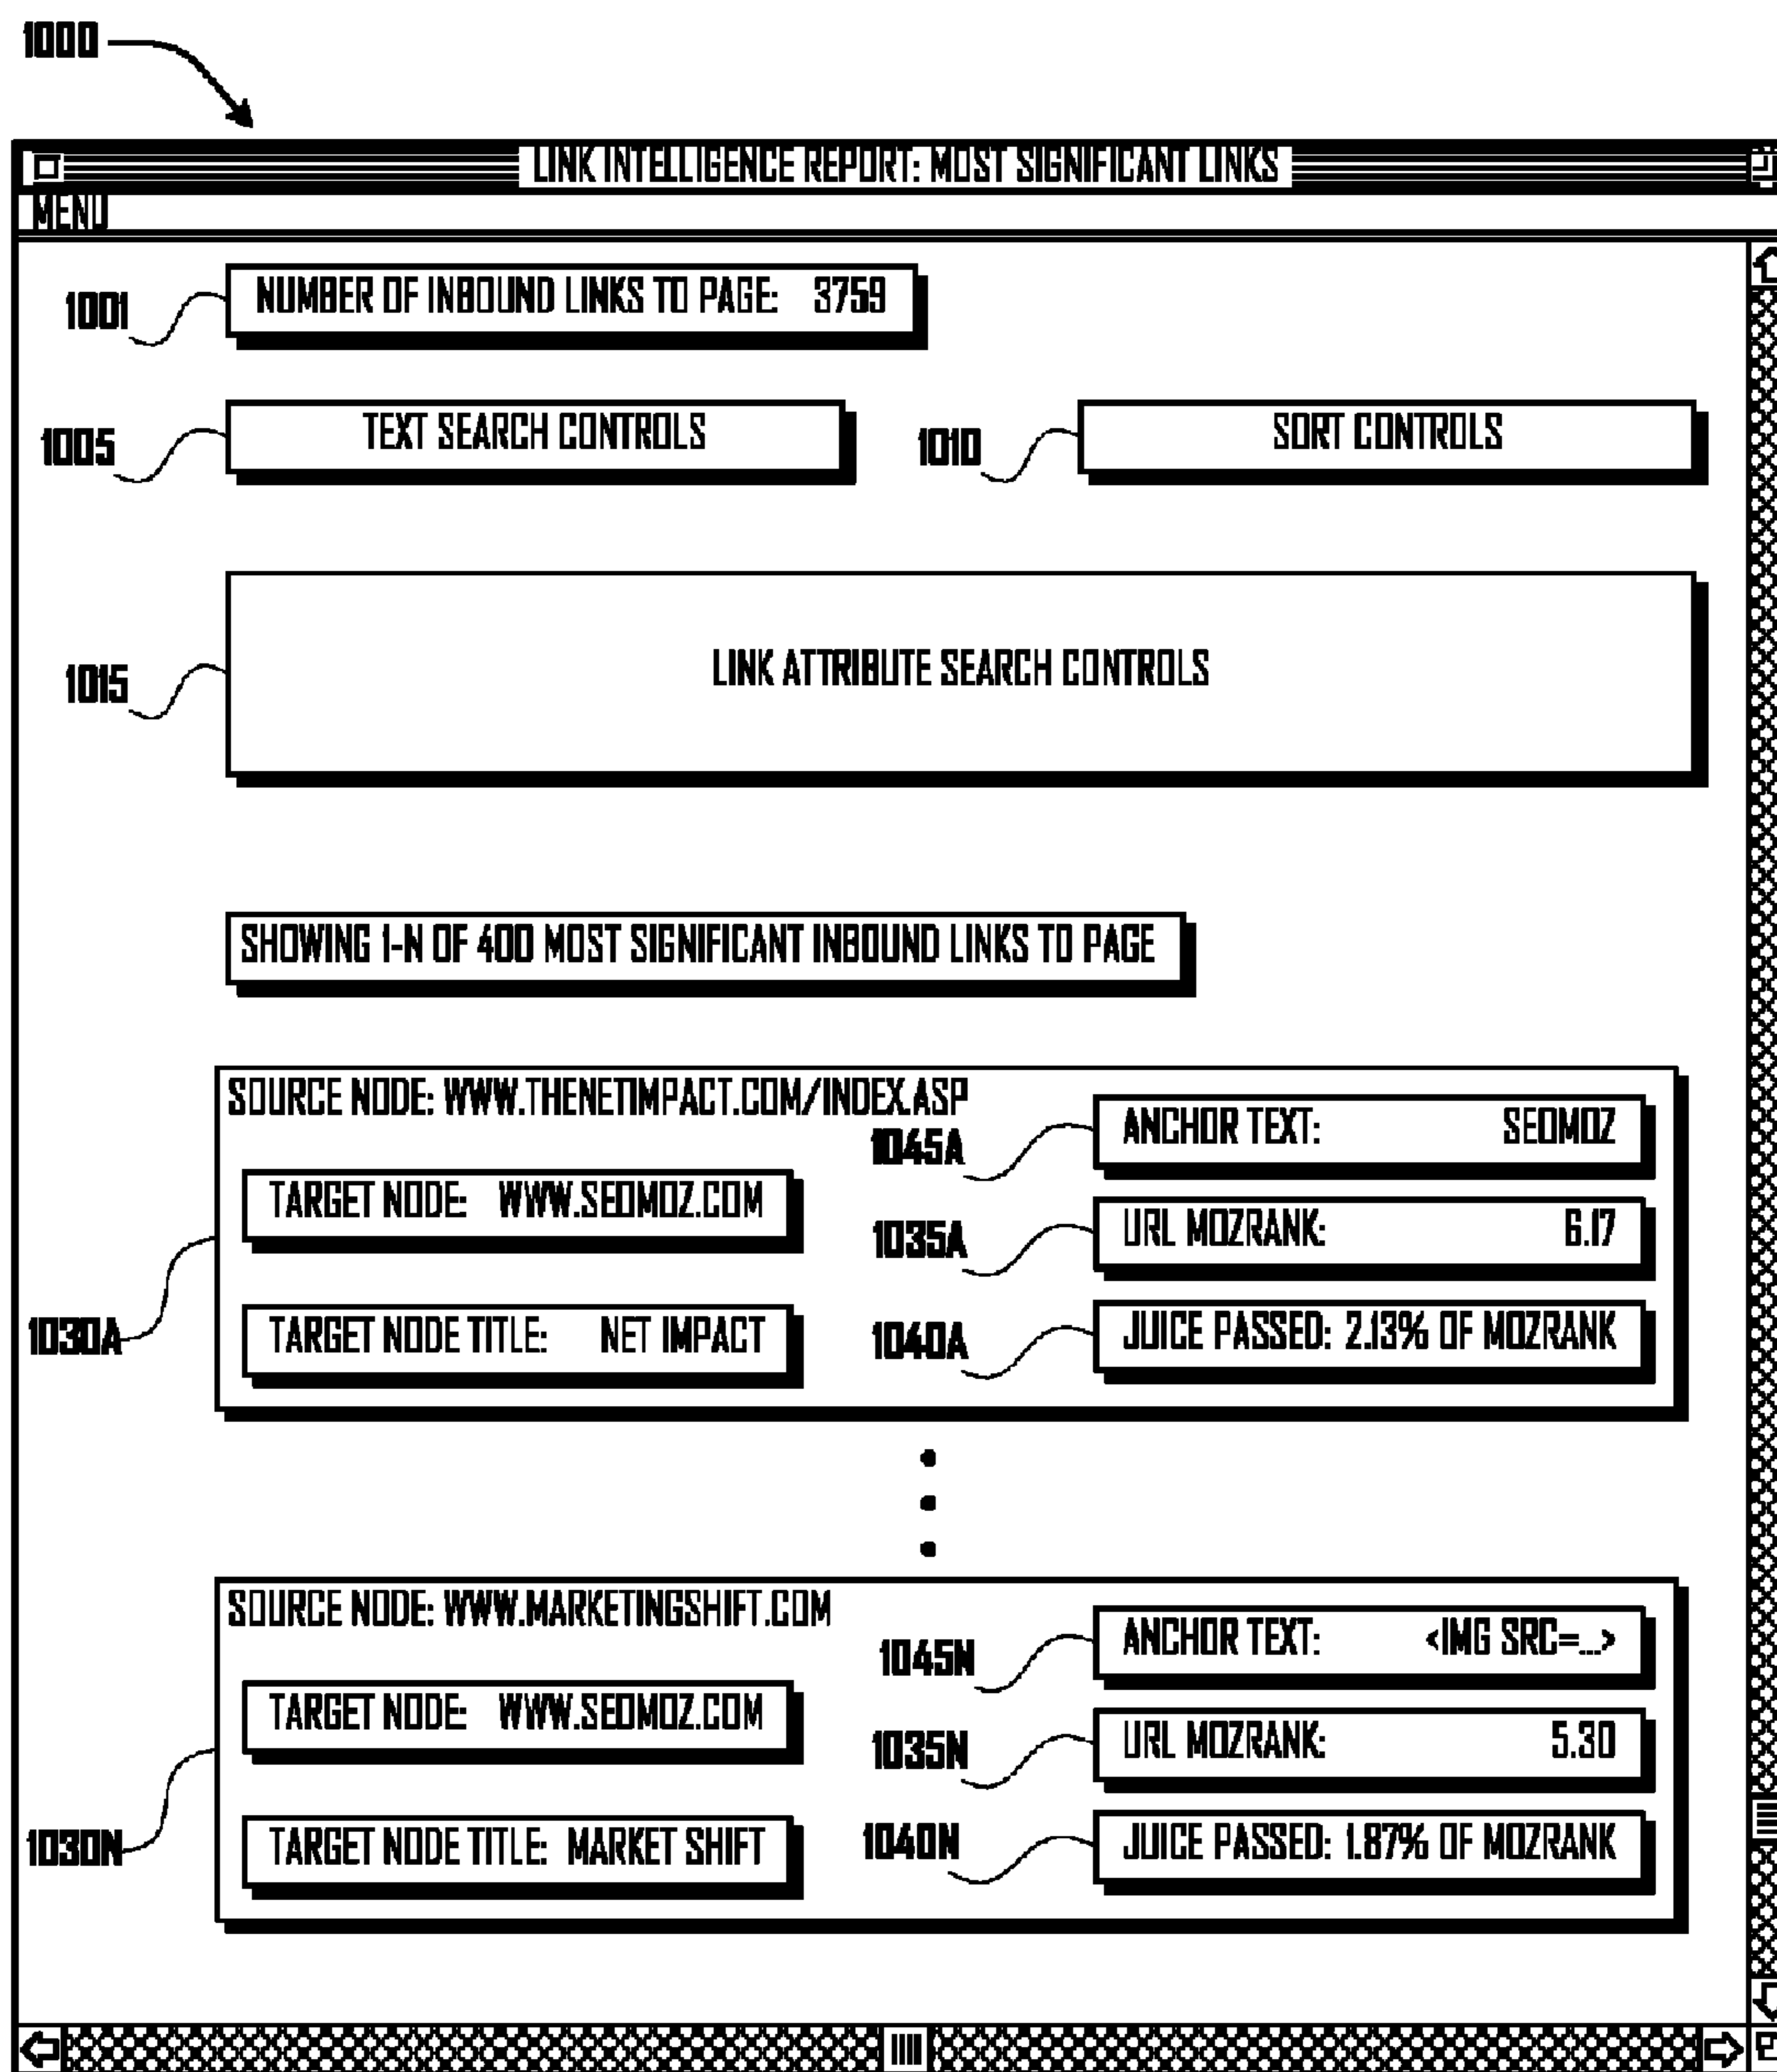 1000
LINK INTELLIGENCE REPORT: MOST SIGNIFICANT LINKS
MENU
1001 NUMBER OF INBOUND LINKS TO PAGE: 3759
1005 TEXT SEARCH CONTROLS 1010 SORT CONTROLS
1015 LINK ATTRIBUTE SEARCH CONTROLS
SHOWING 1-N OF 400 MOST SIGNIFICANT INBOUND LINKS TO PAGE
SOURCE NODE: WWW.THENETIMPACT.COM/INDEX.ASP
1045A ANCHOR TEXT: SEOMOZ
TARGET NODE: WWW.SEOMOZ.COM
1035A URL MOZRANK: 6.17
1030A TARGET NODE TITLE: NET IMPACT
1040A JUICE PASSED: 2.13% OF MOZRANK
SOURCE NODE: WWW.MARKETINGSHIFT.COM
1045N ANCHOR TEXT: <IMG SRC=...>
TARGET NODE: WWW.SEOMOZ.COM
1035N URL MOZRANK: 5.30
1030N TARGET NODE TITLE: MARKET SHIFT
1040N JUICE PASSED: 1.87% OF MOZRANK